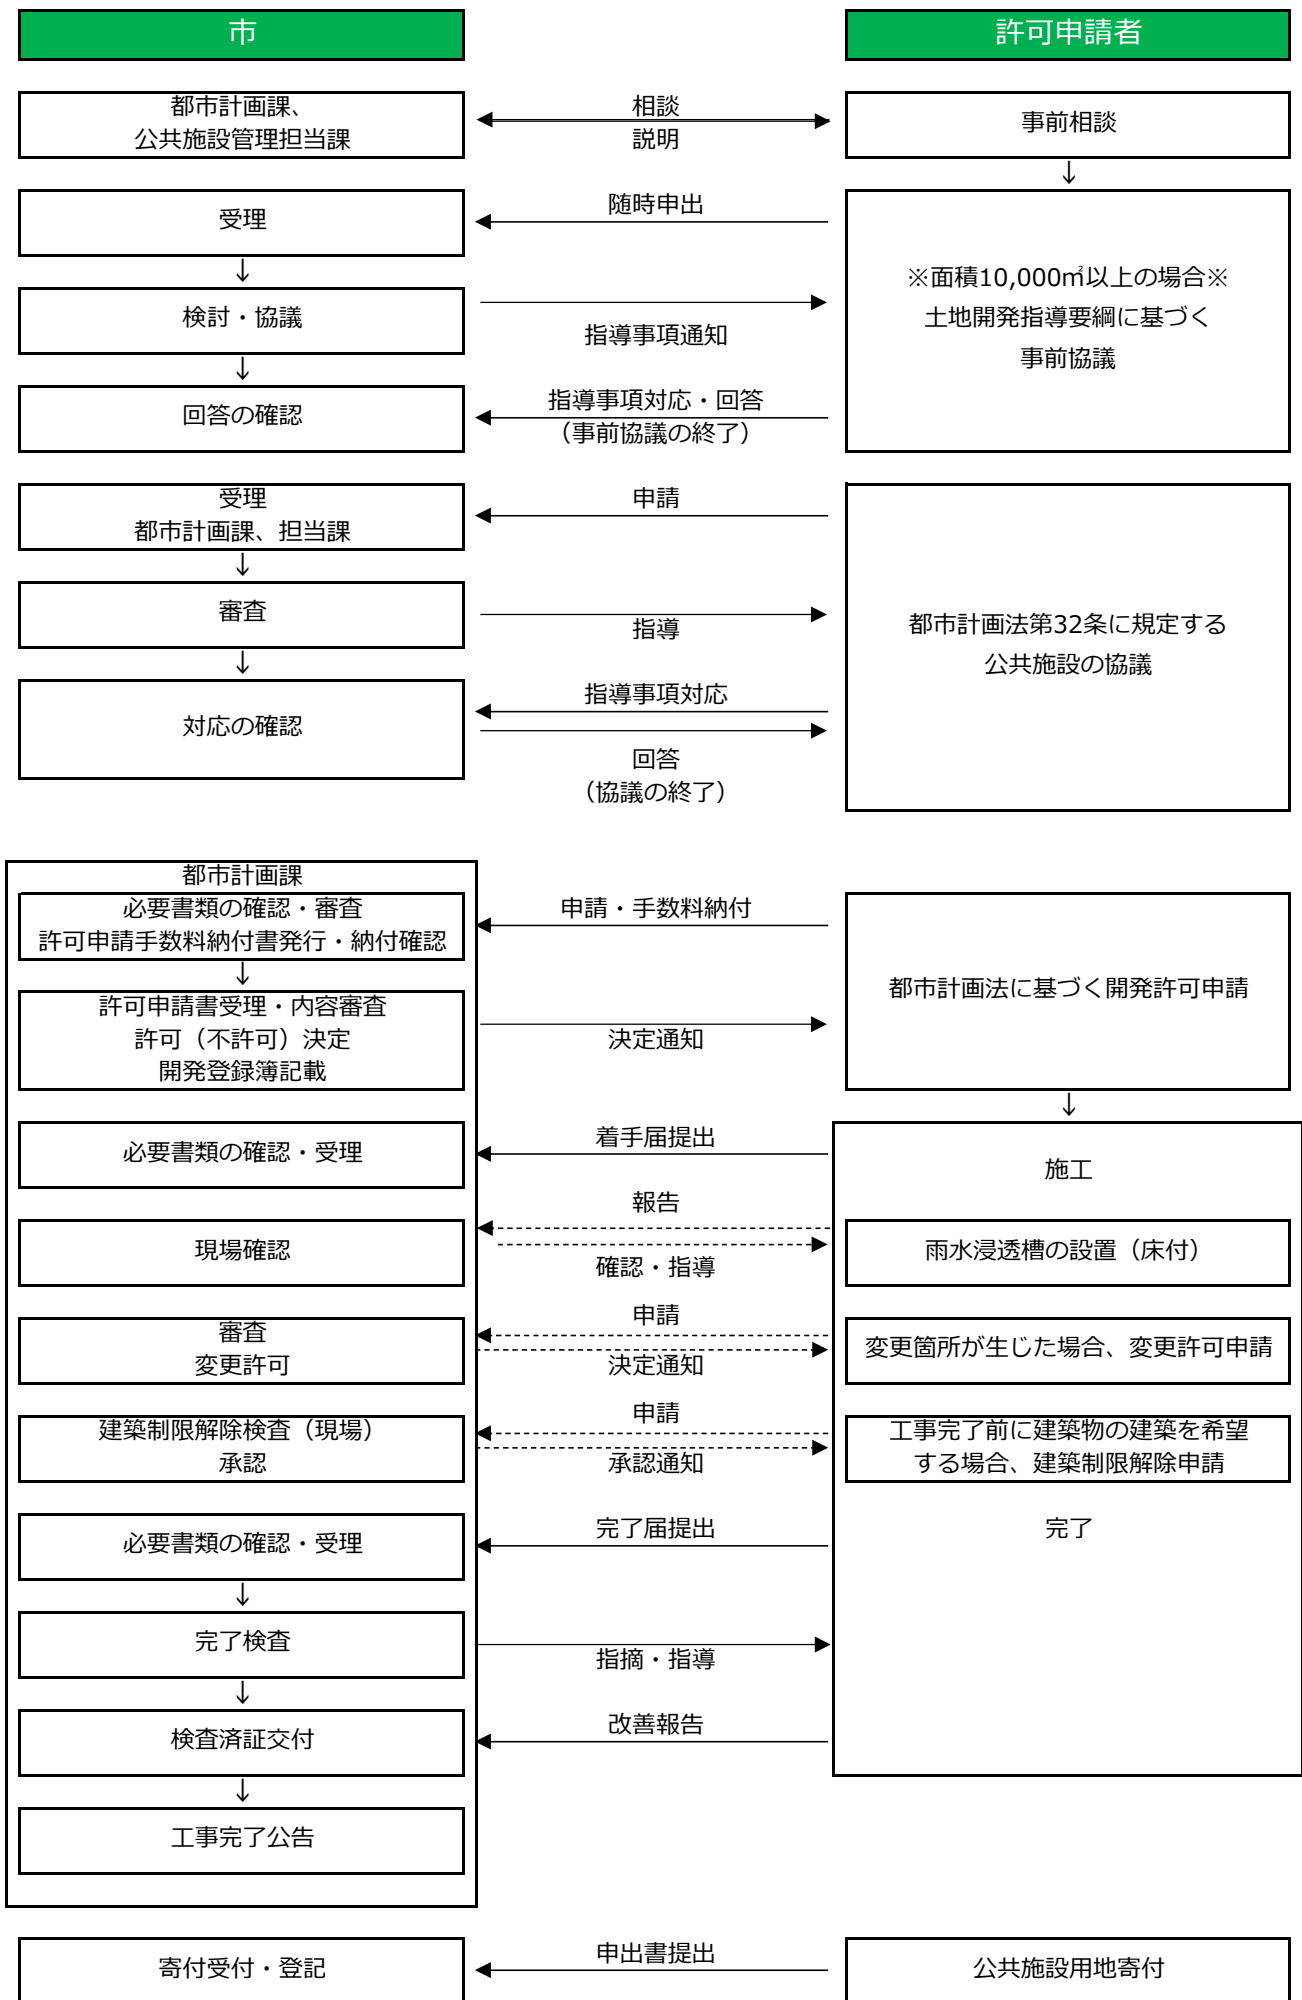 市
許可申請者
都市計画課、
公共施設管理担当課
相談
説明
事前相談
↓
受理
随時申出
↓
検討・協議
指導事項通知
※面積10,000㎡以上の場合※
土地開発指導要綱に基づく
事前協議
↓
回答の確認
指導事項対応・回答
（事前協議の終了）
受理
都市計画課、担当課
申請
↓
審査
指導
都市計画法第32条に規定する
公共施設の協議
↓
対応の確認
指導事項対応
回答
（協議の終了）
都市計画課
必要書類の確認・審査
許可申請手数料納付書発行・納付確認
申請・手数料納付
都市計画法に基づく開発許可申請
↓
許可申請書受理・内容審査
許可（不許可）決定
開発登録簿記載
決定通知
↓
必要書類の確認・受理
着手届提出
施工
現場確認
報告
確認・指導
雨水浸透槽の設置（床付）
審査
変更許可
申請
決定通知
変更箇所が生じた場合、変更許可申請
建築制限解除検査（現場）
承認
申請
承認通知
工事完了前に建築物の建築を希望
する場合、建築制限解除申請
必要書類の確認・受理
完了届提出
完了
↓
完了検査
指摘・指導
↓
検査済証交付
改善報告
↓
工事完了公告
寄付受付・登記
申出書提出
公共施設用地寄付